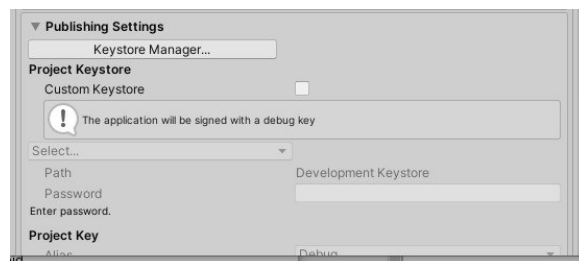 Publishing Settings
Keystore Manager...
Project Keystore
Custom Keystore
The application will be signed with a debug key
Select...
Path Development Keystore
Password
Enter password.
Project Key
Alias Debug